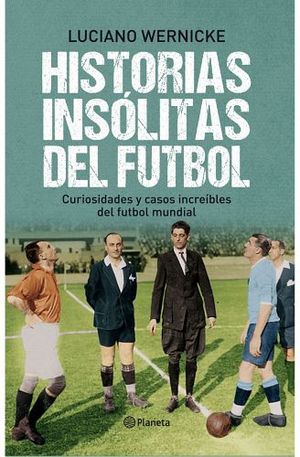 LUCIANO WERNICKE
HISTORIAS
INSÓLITAS
DEL FUTBOL
Curiosidades y casos increíbles
del futbol mundial
Planeta